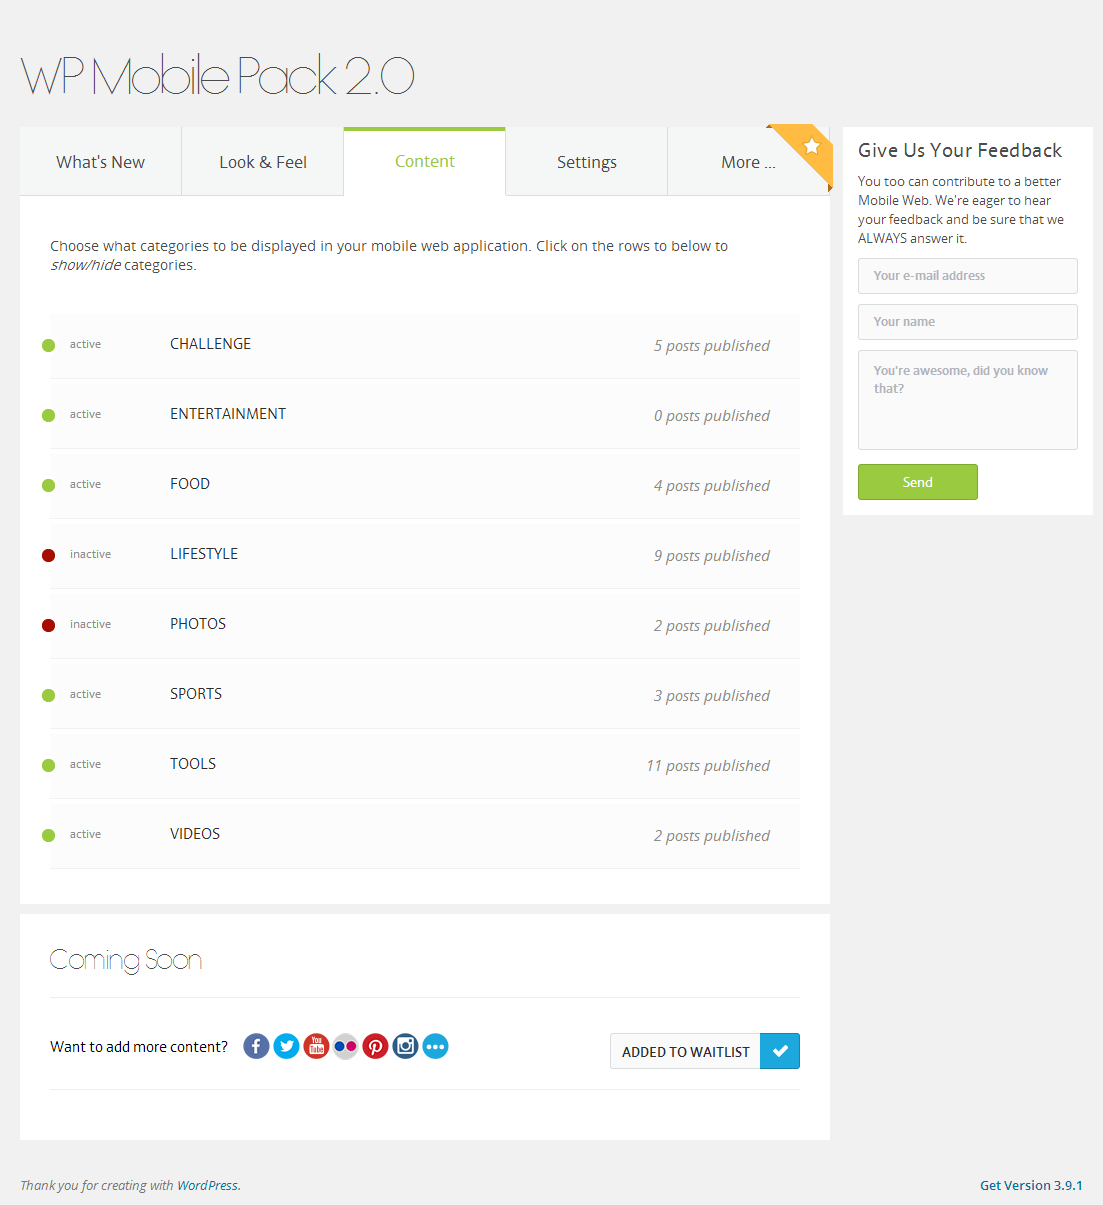 WP Mobile Pack 2.0
What's New
Look & Feel
Content
Settings
More ...
Choose what categories to be displayed in your mobile web application. Click on the rows to below to
show/hide categories.
active CHALLENGE 5 posts published
active ENTERTAINMENT 0 posts published
active FOOD 4 posts published
inactive LIFESTYLE 9 posts published
inactive PHOTOS 2 posts published
active SPORTS 3 posts published
active TOOLS 11 posts published
active VIDEOS 2 posts published
Give Us Your Feedback
You too can contribute to a better
Mobile Web. We're eager to hear
your feedback and be sure that we
ALWAYS answer it.
Your e-mail address
Your name
You're awesome, did you know
that?
Send
Coming Soon
Want to add more content?
You
Tube
ADDED TO WAITLIST
Thank you for creating with WordPress.
Get Version 3.9.1